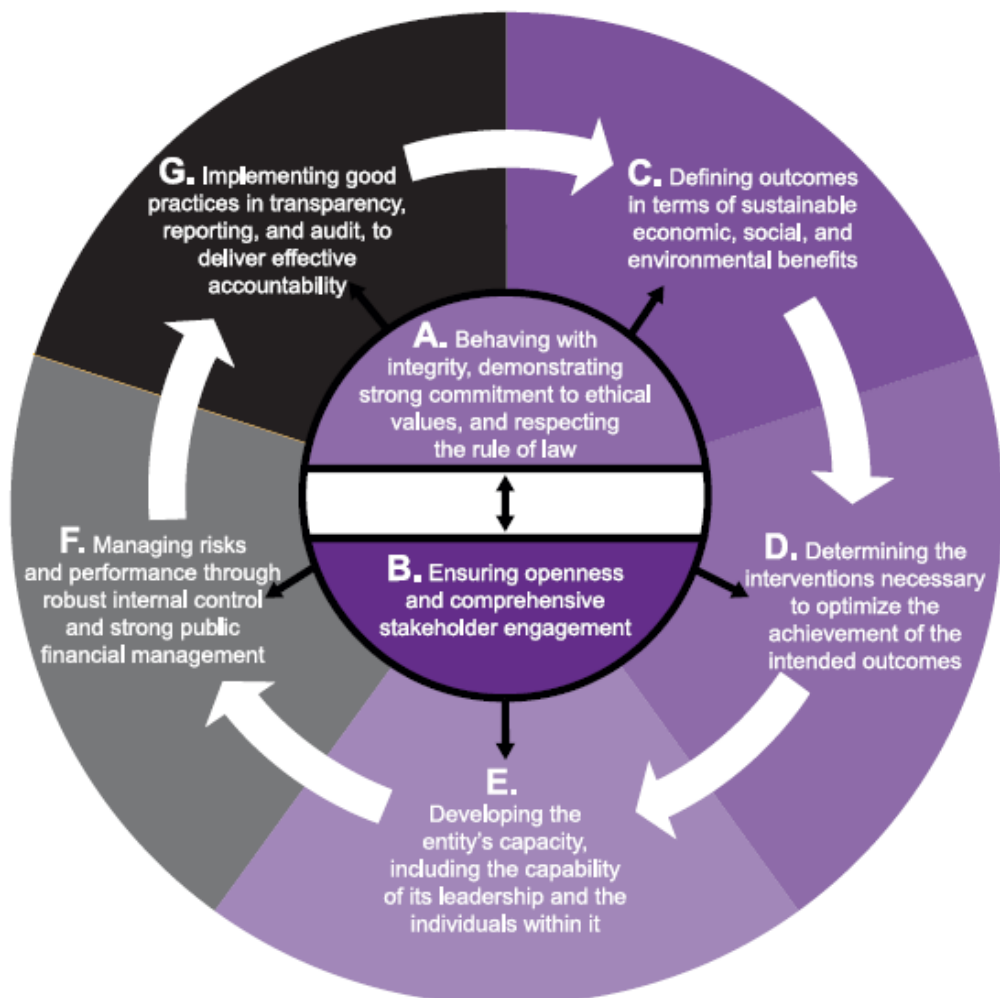 G. Implementing good
practices in transparency,
reporting, and audit, to
deliver effective
accountability
C. Defining outcomes
in terms of sustainable
economic, social, and
environmental benefits
A. Behaving with
integrity, demonstrating
strong commitment to ethical
values, and respecting
the rule of law
F. Managing risks
and performance through
robust internal control
and strong public
financial management
B. Ensuring openness
and comprehensive
stakeholder engagement
D. Determining the
interventions necessary
to optimize the
achievement of the
intended outcomes
E.
Developing the
entity's capacity,
including the capability
of its leadership and the
individuals within it